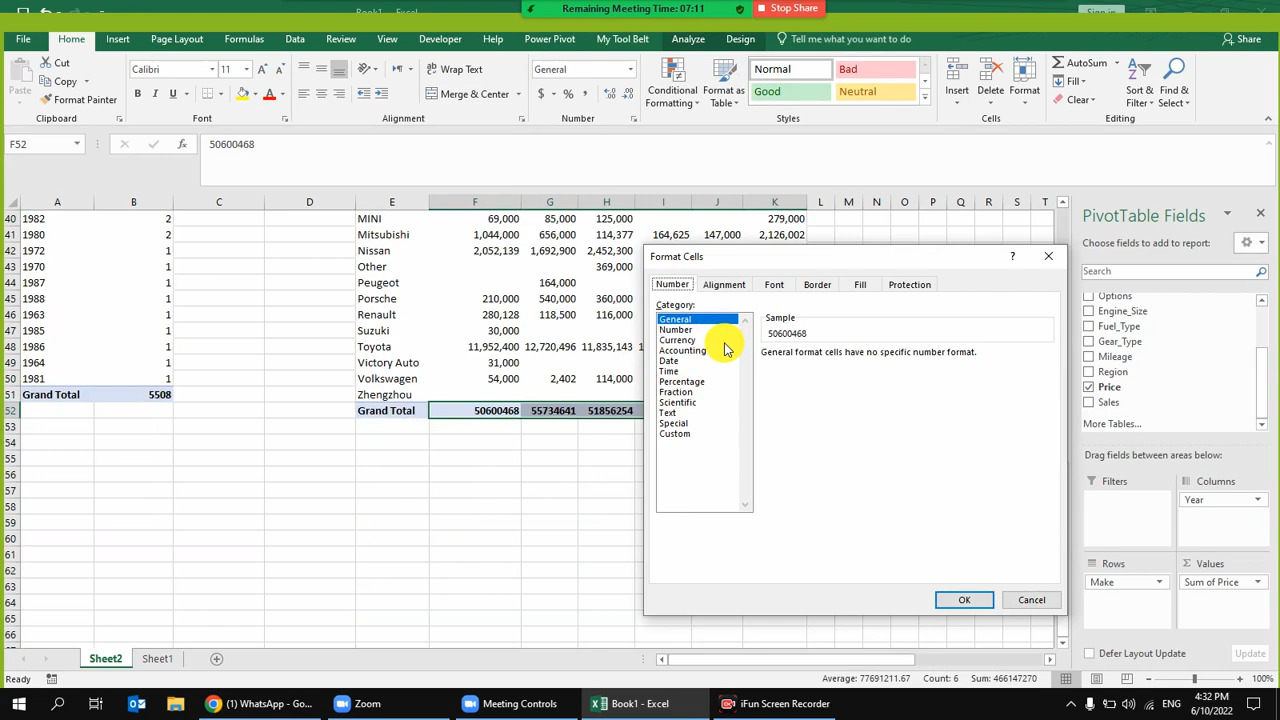 Book1 - Excel
Remaining Meeting Time: 07:11
Stop Share
Sign in
File Home Insert Page Layout Formulas Data Review View Developer Help Power Pivot My Tool Belt Analyze Design Tell me what you want to do Share
Paste
Cut
Copy
Format Painter
Clipboard
Calibri 11
B I U
Font
Wrap Text
Merge & Center
Alignment
General
$ % ,
Number
Conditional Formatting
Format as Table
Normal Bad
Good Neutral
Styles
Insert Delete Format
Cells
AutoSum
Fill
Clear
Sort & Filter
Find & Select
Editing
F52 fx 50600468
A B C D E F G H I J K L M N O P Q R S T
40 1982 2 MINI 69,000 85,000 125,000 279,000
41 1980 2 Mitsubishi 1,044,000 656,000 114,377 164,625 147,000 2,126,002
42 1972 1 Nissan 2,052,139 1,656,900 2,452,300
43 1970 1 Other 369,000
44 1987 1 Peugeot 164,000
45 1988 1 Porsche 210,000 540,000 360,000
46 1963 1 Renault 280,128 118,500 116,000
47 1985 1 Suzuki 30,000
48 1966 1 Toyota 11,952,400 12,720,496 11,835,143
49 1964 1 Victory Auto 31,000
50 1981 1 Volkswagen 54,000 2,402 114,000
51 Grand Total 5508 Zhengzhou
52 Grand Total 50600468 55734641 51856254
53
54
55
56
57
58
59
60
61
62
63
64
65
66
Format Cells
?
Number Alignment Font Border Fill Protection
Category:
General
Number
Currency
Accounting
Date
Time
Percentage
Fraction
Scientific
Text
Special
Custom
Sample
50600468
General format cells have no specific number format.
OK Cancel
PivotTable Fields
Choose fields to add to report:
Search
Options
Engine_Size
Fuel_Type
Gear_Type
Mileage
Region
Price
Sales
More Tables...
Drag fields between areas below:
Filters Columns
Year
Rows Values
Make Sum of Price
Defer Layout Update Update
Sheet2 Sheet1
Ready Average: 77691211.67 Count: 6 Sum: 466147270 100%
(1) WhatsApp - Go... Zoom Meeting Controls Book1 - Excel iFun Screen Recorder ENG
4:32 PM
6/10/2022